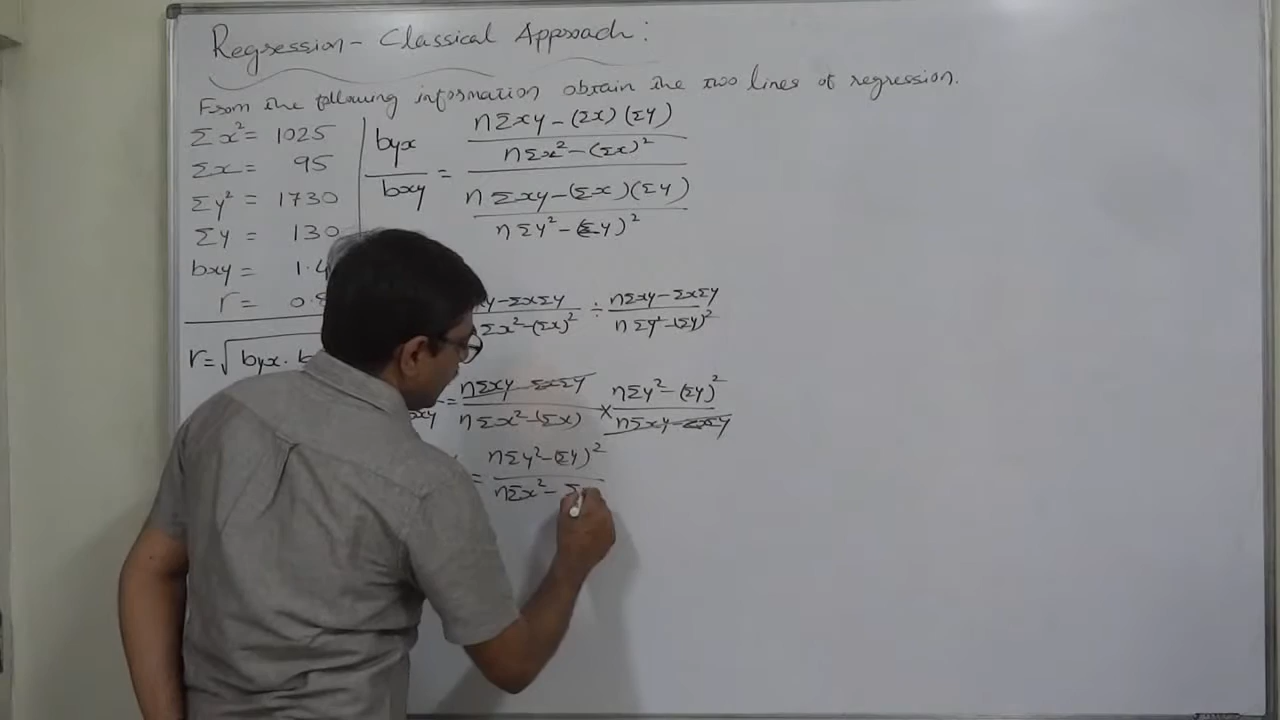 Regression - Classical Approach :
From the following information obtain the two lines of regression.
Σx² = 1025
Σx = 95
Σy² = 1730
Σy = 130
bxy =
r =
r = √ byx .
byx / bxy = (nΣxy - (Σx)(Σy)) / (nΣx² - (Σx)²) / (nΣxy - (Σx)(Σy)) / (nΣy² - (Σy)²)
y - ΣxΣy / Σx² - (Σx)² ÷ nΣxy - ΣxΣy / nΣy² - (Σy)²
= nΣxy - ΣxΣy / nΣx² - (Σx) × nΣy² - (Σy)² / nΣxy - ΣxΣy
= nΣy² - (Σy)² / nΣx² - Σ